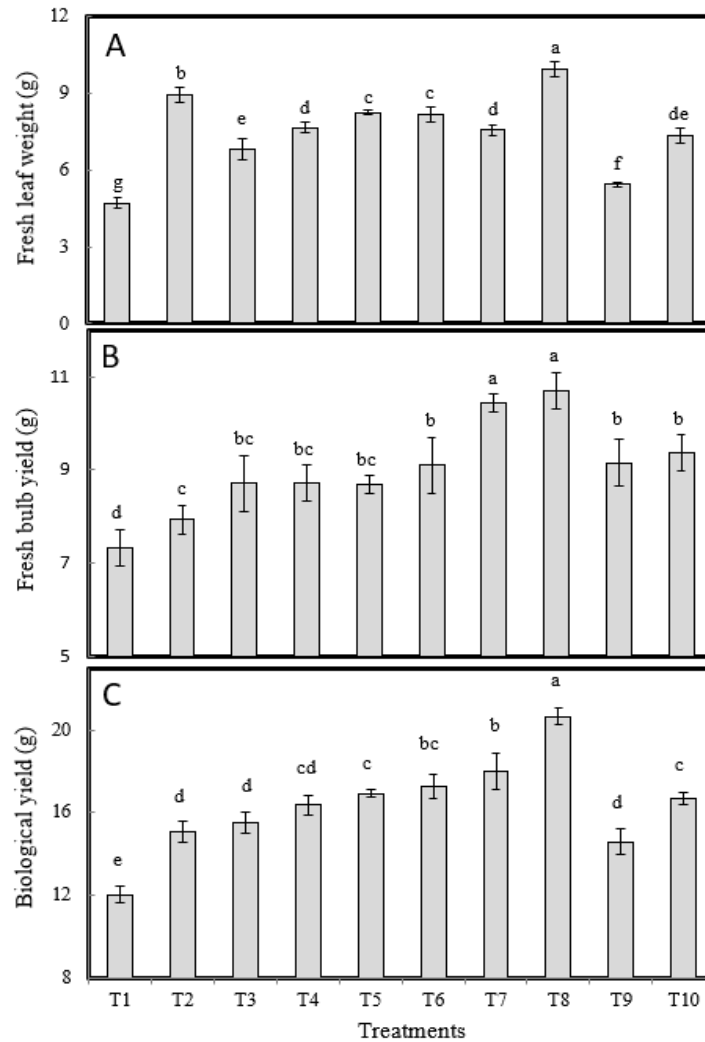 A
Fresh leaf weight (g)
12
9
6
3
0
g
b
e
d
c
c
d
a
f
de
B
Fresh bulb yield (g)
11
9
7
5
d
c
bc
bc
bc
b
a
a
b
b
C
Biological yield (g)
20
16
12
8
e
d
d
cd
c
bc
b
a
d
c
T1 T2 T3 T4 T5 T6 T7 T8 T9 T10
Treatments